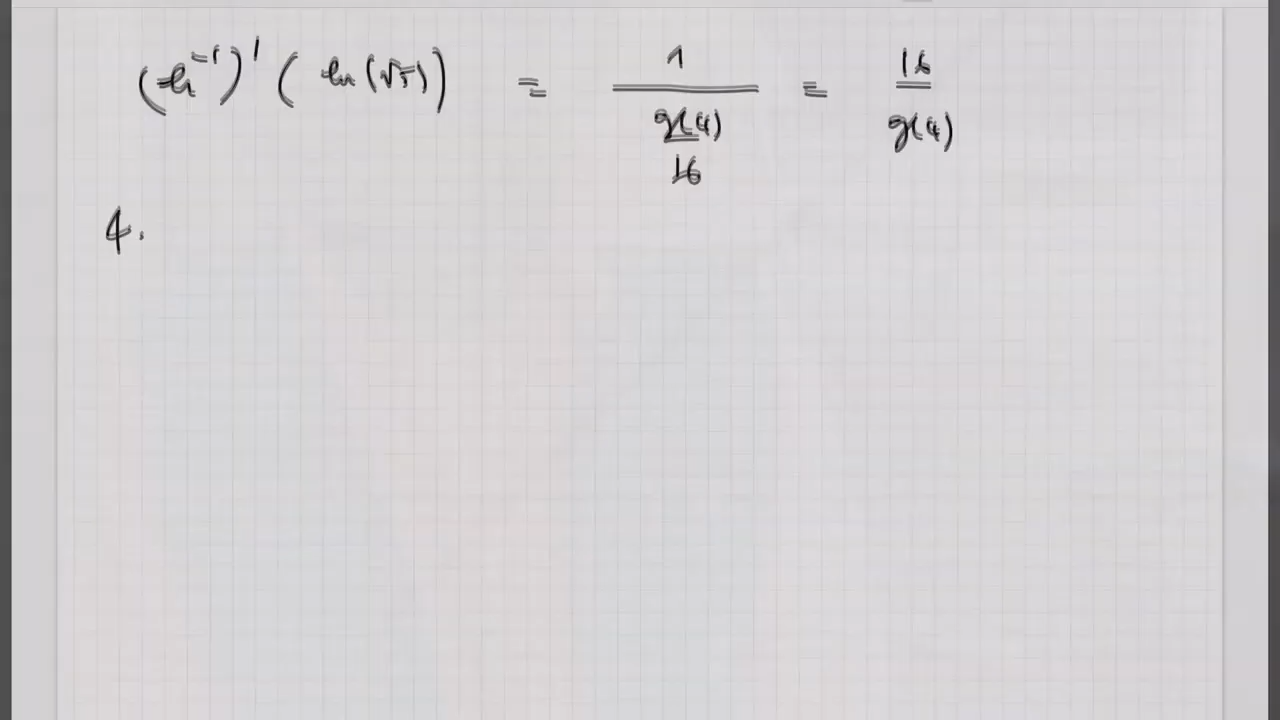 (h⁻¹)' ( ln(√5) ) = 1 / (g(4)/16) = 16/g(4)
4.